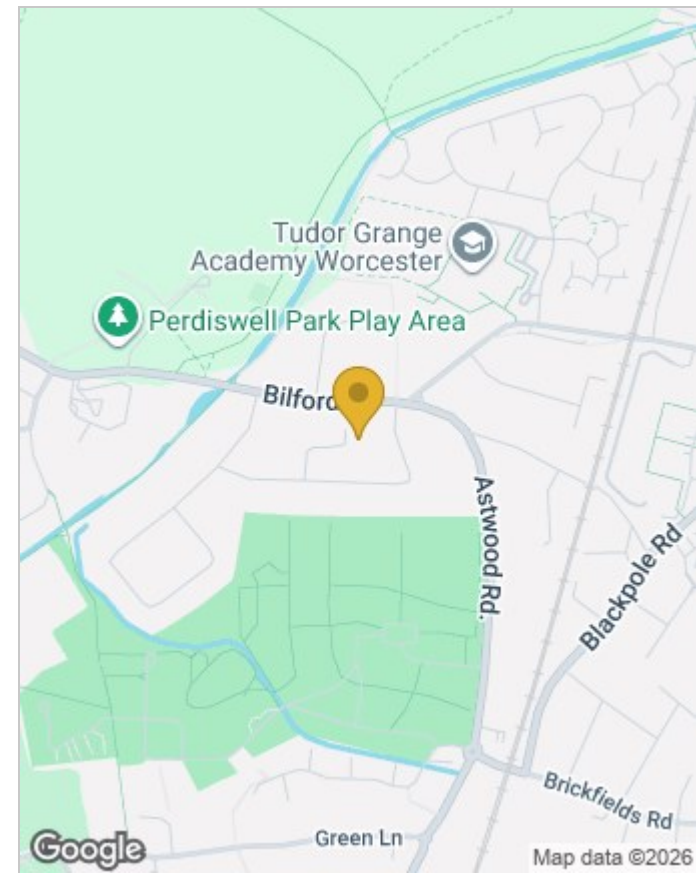 Tudor Grange
Academy Worcester
Perdiswell Park Play Area
Bilford
Astwood Rd.
Blackpole Rd
Brickfields Rd
Green Ln
Google
Map data ©2026